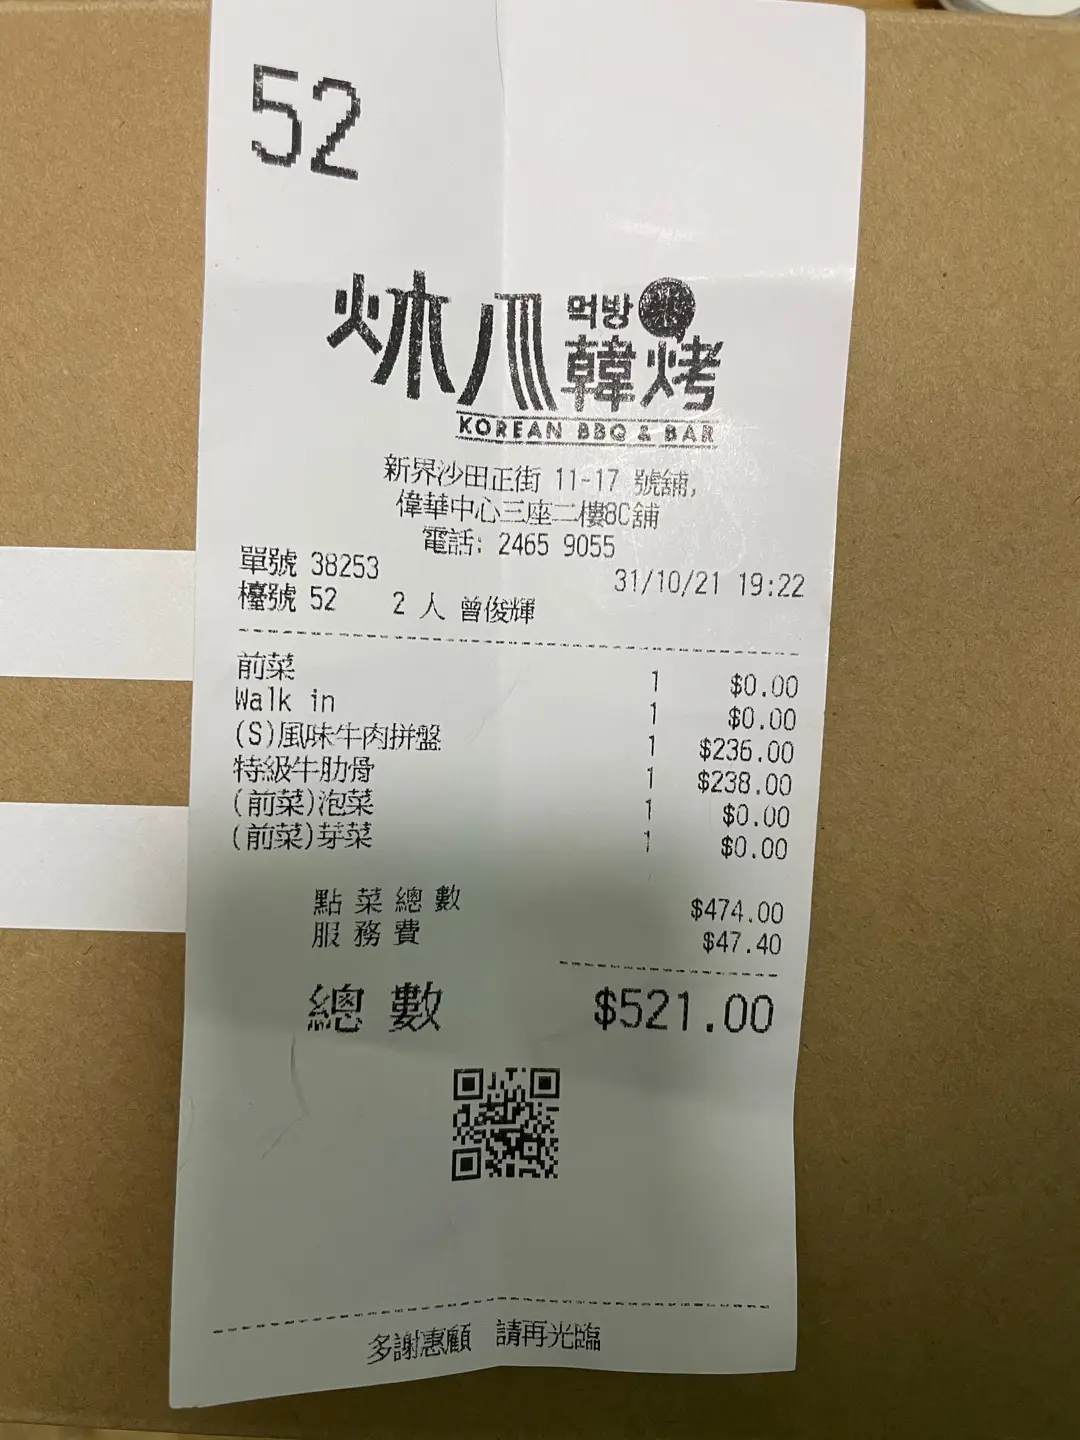 52
炑八 먹방 韓烤
KOREAN BBQ & BAR
新界沙田正街 11-17 號舖,
偉華中心三座二樓8C舖
電話: 2465 9055
單號 38253 31/10/21 19:22
檯號 52 2 人 曾俊輝
前菜 1 $0.00
Walk in 1 $0.00
(S)風味牛肉拼盤 1 $236.00
特級牛肋骨 1 $238.00
(前菜)泡菜 1 $0.00
(前菜)芽菜 1 $0.00
點菜總數 $474.00
服務費 $47.40
總數 $521.00
多謝惠顧 請再光臨